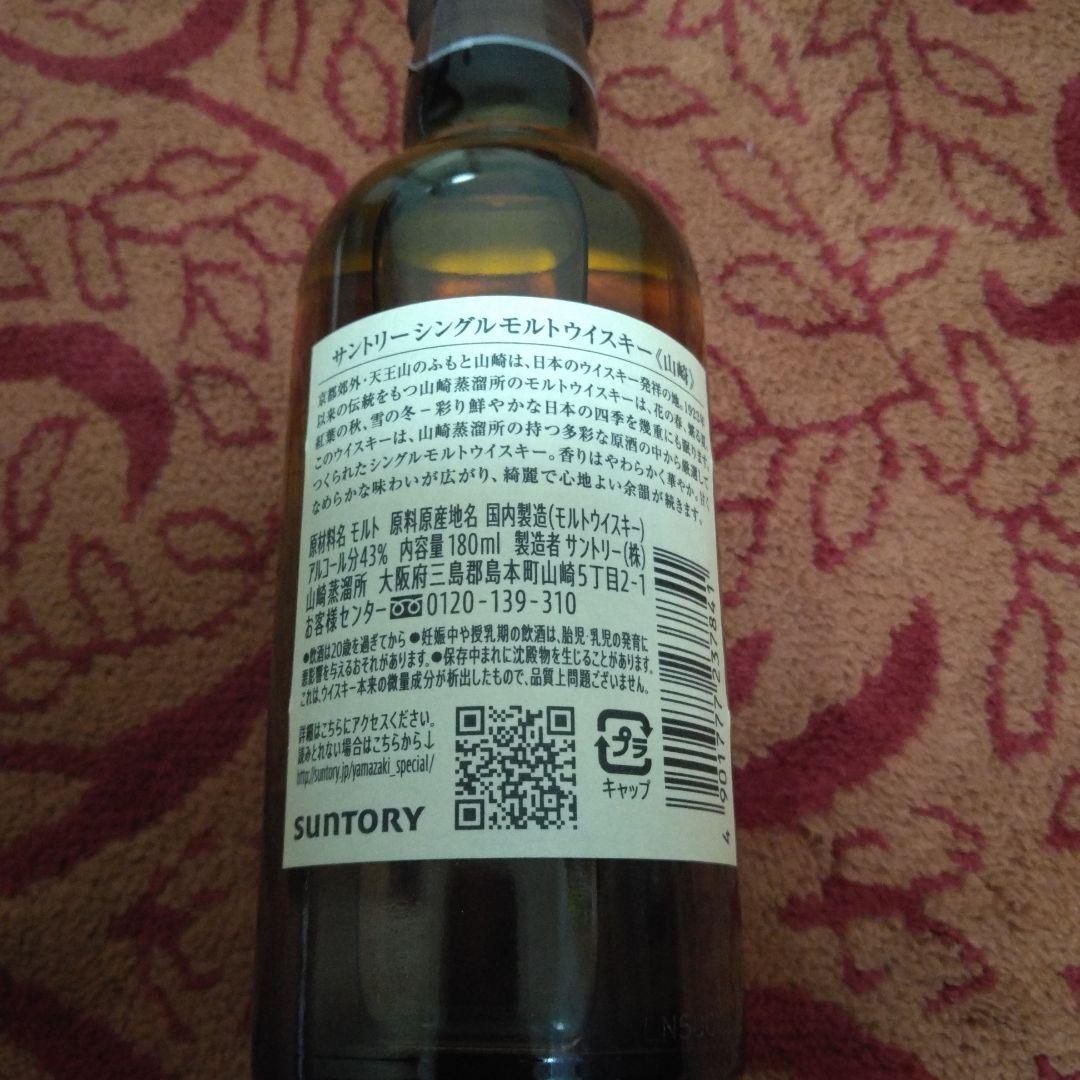 サントリーシングルモルトウイスキー《山崎》
京都郊外・天王山のふもと山崎は、日本のウイスキー発祥の地。1923年
以来の伝統をもつ山崎蒸溜所のモルトウイスキーは、花の春、
紅葉の秋、雪の冬−彩り鮮やかな日本の四季を幾重にも眠ります。
このウイスキーは、山崎蒸溜所の持つ多彩な原酒の中から厳選して
つくられたシングルモルトウイスキー。香りはやわらかく華やか。甘く
なめらかな味わいが広がり、綺麗で心地よい余韻が続きます。
原材料名 モルト 原料原産地名 国内製造(モルトウイスキー)
アルコール分43% 内容量180ml 製造者 サントリー(株)
山崎蒸溜所 大阪府三島郡島本町山崎5丁目2-1
お客様センター 0120-139-310
●飲酒は20歳を過ぎてから ●妊娠中や授乳期の飲酒は、胎児・乳児の発育に
悪影響を与えるおそれがあります。●保存中まれに沈殿物を生じることがあります。
これは、ウイスキー本来の微量成分が析出したもので、品質上問題ございません。
詳細はこちらにアクセスください。
読みとれない場合はこちらから↓
http://suntory.jp/yamazaki_special/
SUNTORY
プラ
キャップ
4 901777 237841